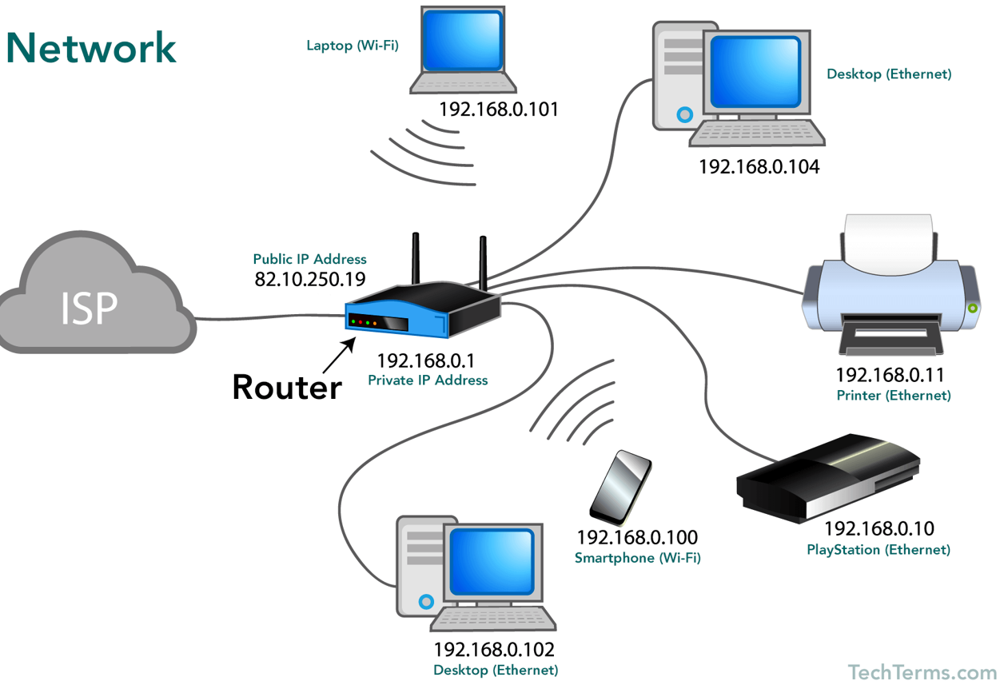 Network
Laptop (Wi-Fi)
192.168.0.101
Desktop (Ethernet)
192.168.0.104
Public IP Address
82.10.250.19
ISP
192.168.0.1
Private IP Address
Router
192.168.0.11
Printer (Ethernet)
192.168.0.100
Smartphone (Wi-Fi)
192.168.0.10
PlayStation (Ethernet)
192.168.0.102
Desktop (Ethernet)
TechTerms.com